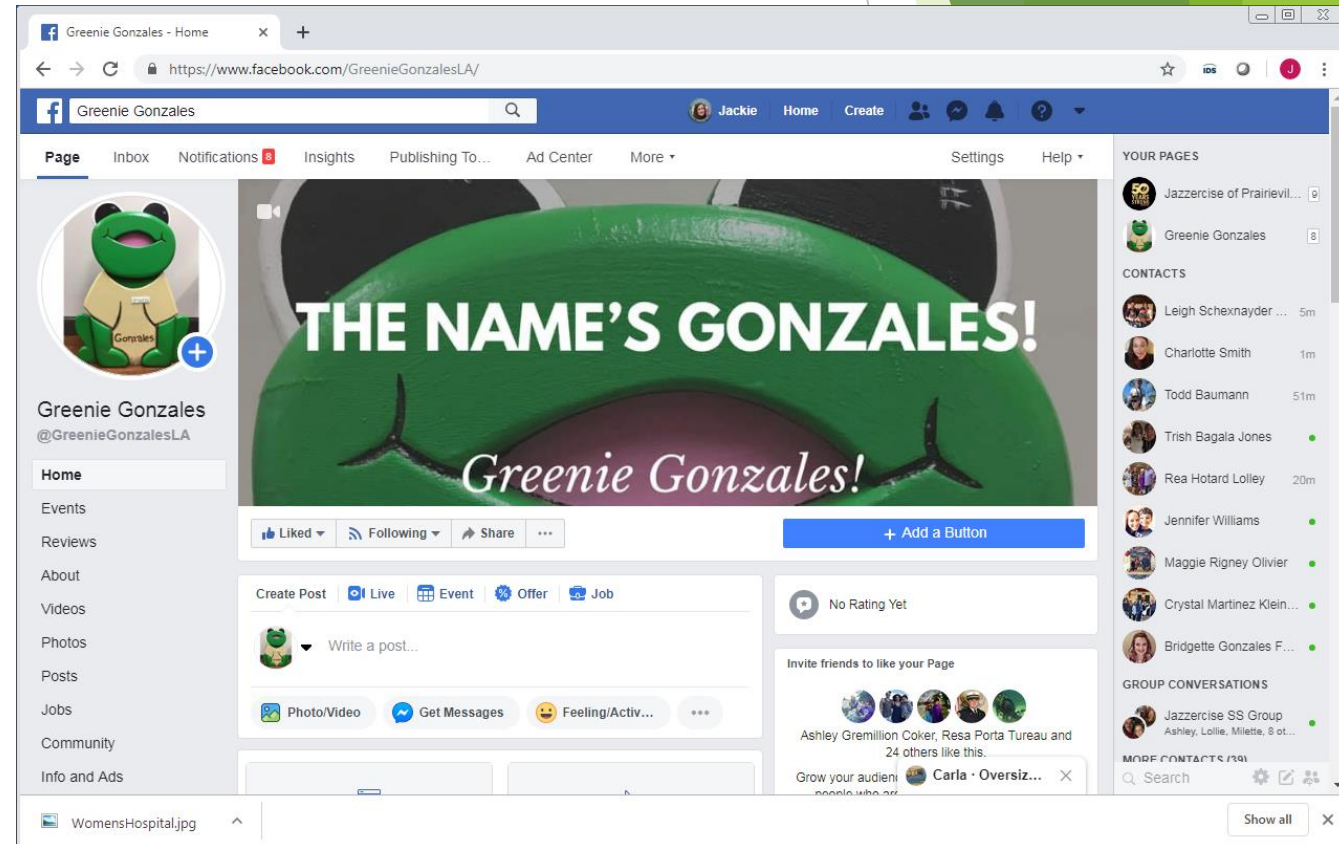 Greenie Gonzales - Home
https://www.facebook.com/GreenieGonzalesLA/
IDS
J
Greenie Gonzales
Jackie Home Create
Page Inbox Notifications 8 Insights Publishing To... Ad Center More Settings Help
Gonzales
THE NAME'S GONZALES!
Greenie Gonzales!
Greenie Gonzales
@GreenieGonzalesLA
Home
Events
Reviews
About
Videos
Photos
Posts
Jobs
Community
Info and Ads
Liked Following Share ...
+ Add a Button
Create Post Live Event Offer Job
Write a post...
Photo/Video Get Messages Feeling/Activ... ...
No Rating Yet
Invite friends to like your Page
Ashley Gremillion Coker, Resa Porta Tureau and
24 others like this.
Grow your audien
Carla · Oversiz...
YOUR PAGES
50 YEARS STRONG
Jazzercise of Prairievil... 9
Greenie Gonzales 8
CONTACTS
Leigh Schexnayder ... 5m
Charlotte Smith 1m
Todd Baumann 51m
Trish Bagala Jones
Rea Hotard Lolley 20m
Jennifer Williams
Maggie Rigney Olivier
Crystal Martinez Klein...
Bridgette Gonzales F...
GROUP CONVERSATIONS
Jazzercise SS Group
Ashley, Lollie, Milette, 8 ot...
MORE CONTACTS (39)
Search
WomensHospital.jpg
Show all